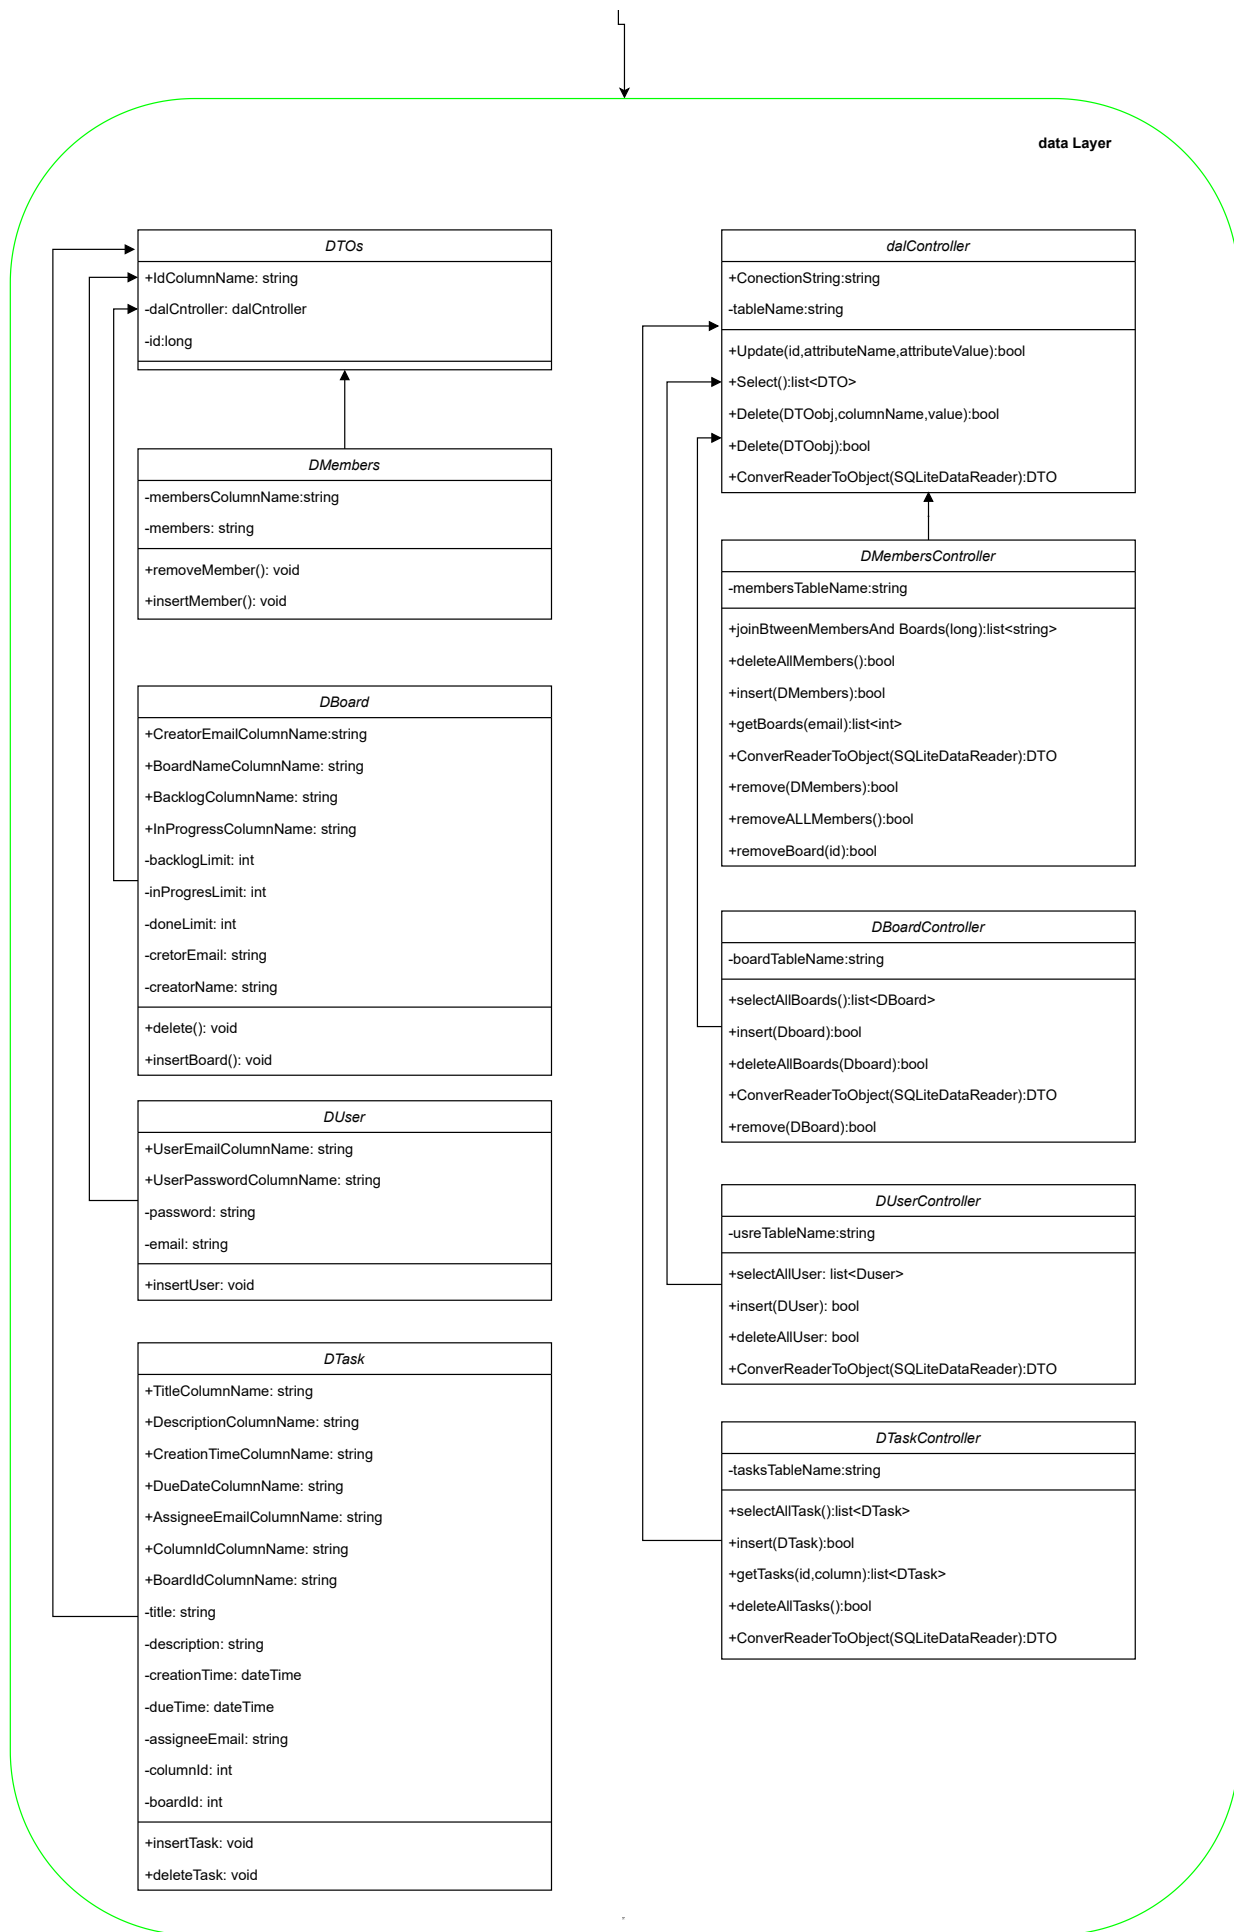 data Layer
DTOs
+IdColumnName: string
-dalCntroller: dalCntroller
-id:long
DMembers
-membersColumnName:string
-members: string
+removeMember(): void
+insertMember(): void
DBoard
+CreatorEmailColumnName:string
+BoardNameColumnName: string
+BacklogColumnName: string
+InProgressColumnName: string
-backlogLimit: int
-inProgresLimit: int
-doneLimit: int
-cretorEmail: string
-creatorName: string
+delete(): void
+insertBoard(): void
DUser
+UserEmailColumnName: string
+UserPasswordColumnName: string
-password: string
-email: string
+insertUser: void
DTask
+TitleColumnName: string
+DescriptionColumnName: string
+CreationTimeColumnName: string
+DueDateColumnName: string
+AssigneeEmailColumnName: string
+ColumnIdColumnName: string
+BoardIdColumnName: string
-title: string
-description: string
-creationTime: dateTime
-dueTime: dateTime
-assigneeEmail: string
-columnId: int
-boardId: int
+insertTask: void
+deleteTask: void
dalController
+ConectionString:string
-tableName:string
+Update(id,attributeName,attributeValue):bool
+Select():list<DTO>
+Delete(DTOobj,columnName,value):bool
+Delete(DTOobj):bool
+ConverReaderToObject(SQLiteDataReader):DTO
DMembersController
-membersTableName:string
+joinBtweenMembersAnd Boards(long):list<string>
+deleteAllMembers():bool
+insert(DMembers):bool
+getBoards(email):list<int>
+ConverReaderToObject(SQLiteDataReader):DTO
+remove(DMembers):bool
+removeALLMembers():bool
+removeBoard(id):bool
DBoardController
-boardTableName:string
+selectAllBoards():list<DBoard>
+insert(Dboard):bool
+deleteAllBoards(Dboard):bool
+ConverReaderToObject(SQLiteDataReader):DTO
+remove(DBoard):bool
DUserController
-usreTableName:string
+selectAllUser: list<Duser>
+insert(DUser): bool
+deleteAllUser: bool
+ConverReaderToObject(SQLiteDataReader):DTO
DTaskController
-tasksTableName:string
+selectAllTask():list<DTask>
+insert(DTask):bool
+getTasks(id,column):list<DTask>
+deleteAllTasks():bool
+ConverReaderToObject(SQLiteDataReader):DTO